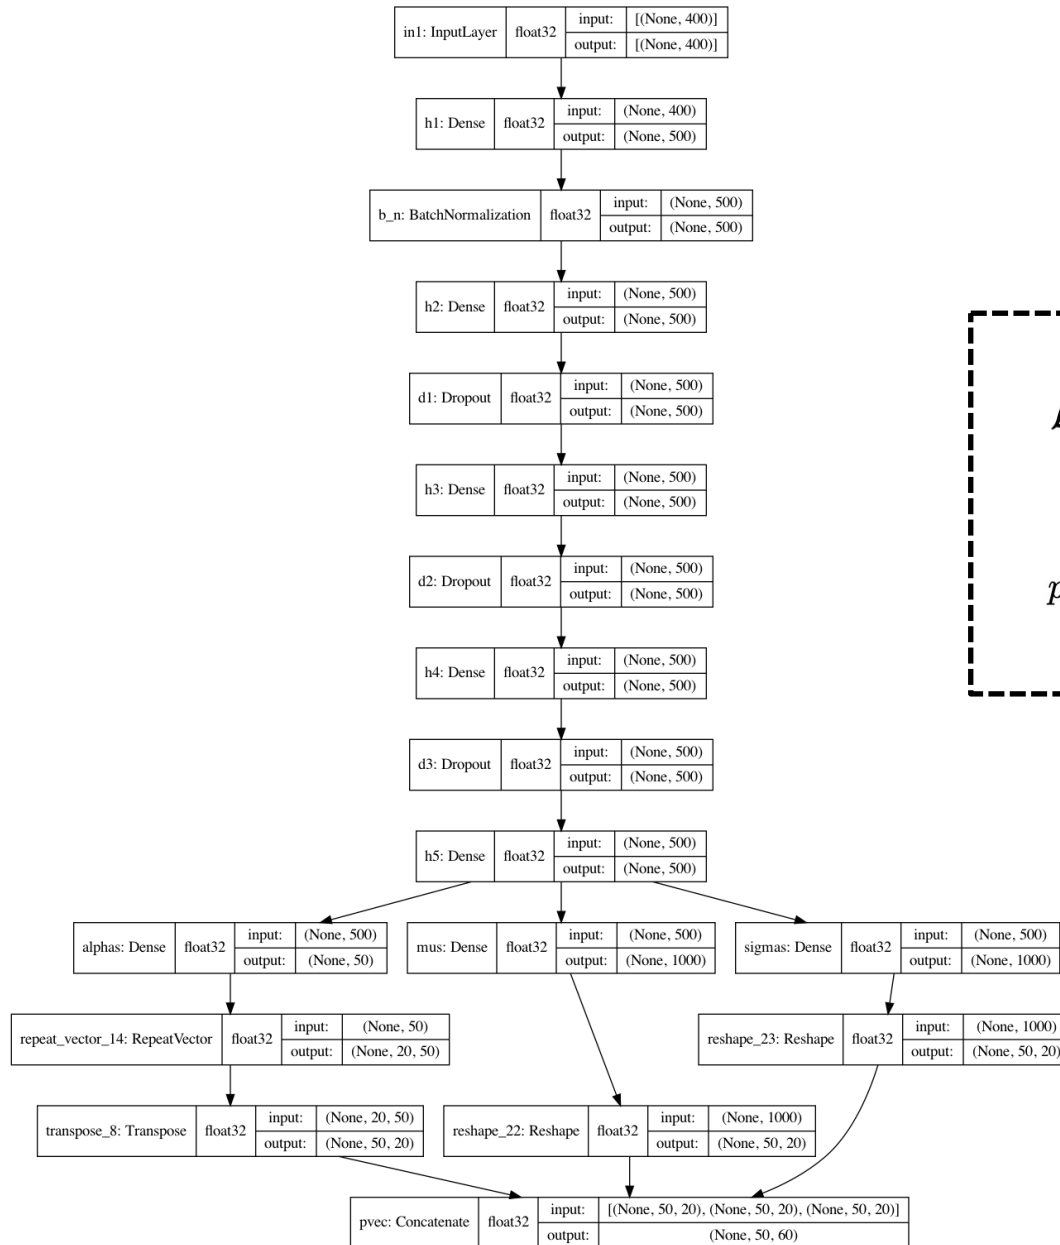 in1: InputLayer float32 input: [(None, 400)]
output: [(None, 400)]
h1: Dense float32 input: (None, 400)
output: (None, 500)
b_n: BatchNormalization float32 input: (None, 500)
output: (None, 500)
h2: Dense float32 input: (None, 500)
output: (None, 500)
d1: Dropout float32 input: (None, 500)
output: (None, 500)
h3: Dense float32 input: (None, 500)
output: (None, 500)
d2: Dropout float32 input: (None, 500)
output: (None, 500)
p
h4: Dense float32 input: (None, 500)
output: (None, 500)
d3: Dropout float32 input: (None, 500)
output: (None, 500)
h5: Dense float32 input: (None, 500)
output: (None, 500)
alphas: Dense float32 input: (None, 500)
output: (None, 50)
mus: Dense float32 input: (None, 500)
output: (None, 1000)
sigmas: Dense float32 input: (None, 500)
output: (None, 1000)
repeat_vector_14: RepeatVector float32 input: (None, 50)
output: (None, 20, 50)
reshape_23: Reshape float32 input: (None, 1000)
output: (None, 50, 20)
transpose_8: Transpose float32 input: (None, 20, 50)
output: (None, 50, 20)
reshape_22: Reshape float32 input: (None, 1000)
output: (None, 50, 20)
pvec: Concatenate float32 input: [(None, 50, 20), (None, 50, 20), (None, 50, 20)]
output: (None, 50, 60)